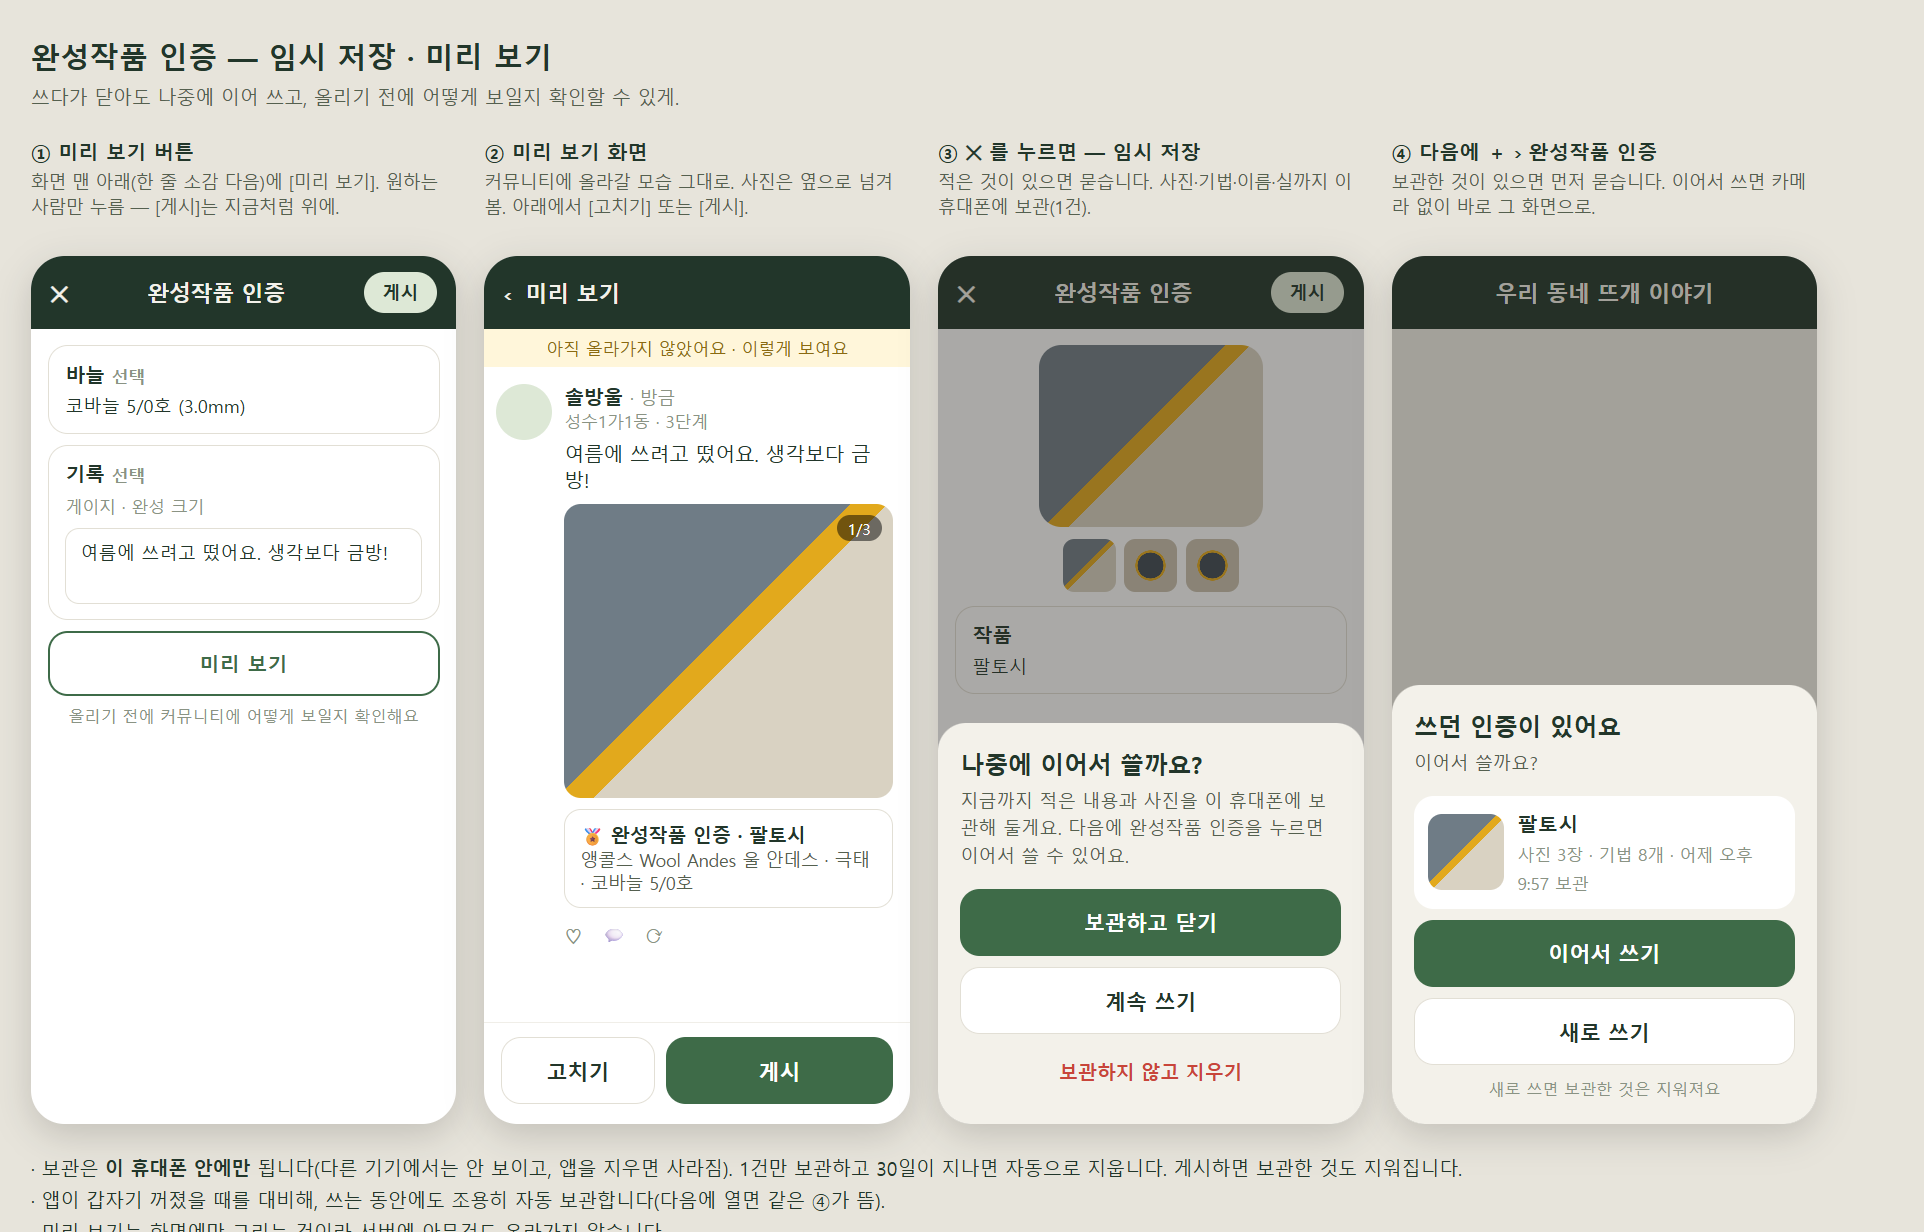 완성작품 인증 — 임시 저장 · 미리 보기
쓰다가 닫아도 나중에 이어 쓰고, 올리기 전에 어떻게 보일지 확인할 수 있게.
① 미리 보기 버튼
화면 맨 아래(한 줄 소감 다음)에 [미리 보기]. 원하는
사람만 누름 — [게시]는 지금처럼 위에.
✕
완성작품 인증
게시
바늘 선택
코바늘 5/0호 (3.0mm)
기록 선택
게이지 · 완성 크기
여름에 쓰려고 떴어요. 생각보다 금방!
미리 보기
올리기 전에 커뮤니티에 어떻게 보일지 확인해요
② 미리 보기 화면
커뮤니티에 올라갈 모습 그대로. 사진은 옆으로 넘겨
봄. 아래에서 [고치기] 또는 [게시].
‹ 미리 보기
아직 올라가지 않았어요 · 이렇게 보여요
솔방울 · 방금
성수1가1동 · 3단계
여름에 쓰려고 떴어요. 생각보다 금
방!
1/3
🏅 완성작품 인증 · 팔토시
앵콜스 Wool Andes 울 안데스 · 극태
· 코바늘 5/0호
고치기
게시
③ ✕ 를 누르면 — 임시 저장
적은 것이 있으면 묻습니다. 사진·기법·이름·실까지 이
휴대폰에 보관(1건).
✕
완성작품 인증
게시
작품
팔토시
나중에 이어서 쓸까요?
지금까지 적은 내용과 사진을 이 휴대폰에 보
관해 둘게요. 다음에 완성작품 인증을 누르면
이어서 쓸 수 있어요.
보관하고 닫기
계속 쓰기
보관하지 않고 지우기
④ 다음에 + › 완성작품 인증
보관한 것이 있으면 먼저 묻습니다. 이어서 쓰면 카메
라 없이 바로 그 화면으로.
우리 동네 뜨개 이야기
쓰던 인증이 있어요
이어서 쓸까요?
팔토시
사진 3장 · 기법 8개 · 어제 오후
9:57 보관
이어서 쓰기
새로 쓰기
새로 쓰면 보관한 것은 지워져요
· 보관은 이 휴대폰 안에만 됩니다(다른 기기에서는 안 보이고, 앱을 지우면 사라짐). 1건만 보관하고 30일이 지나면 자동으로 지웁니다. 게시하면 보관한 것도 지워집니다.
· 앱이 갑자기 꺼졌을 때를 대비해, 쓰는 동안에도 조용히 자동 보관합니다(다음에 열면 같은 ④가 뜸).
· 미리 보기는 화면에만 그리는 것이라 서버에 아무것도 올라가지 않습니다.